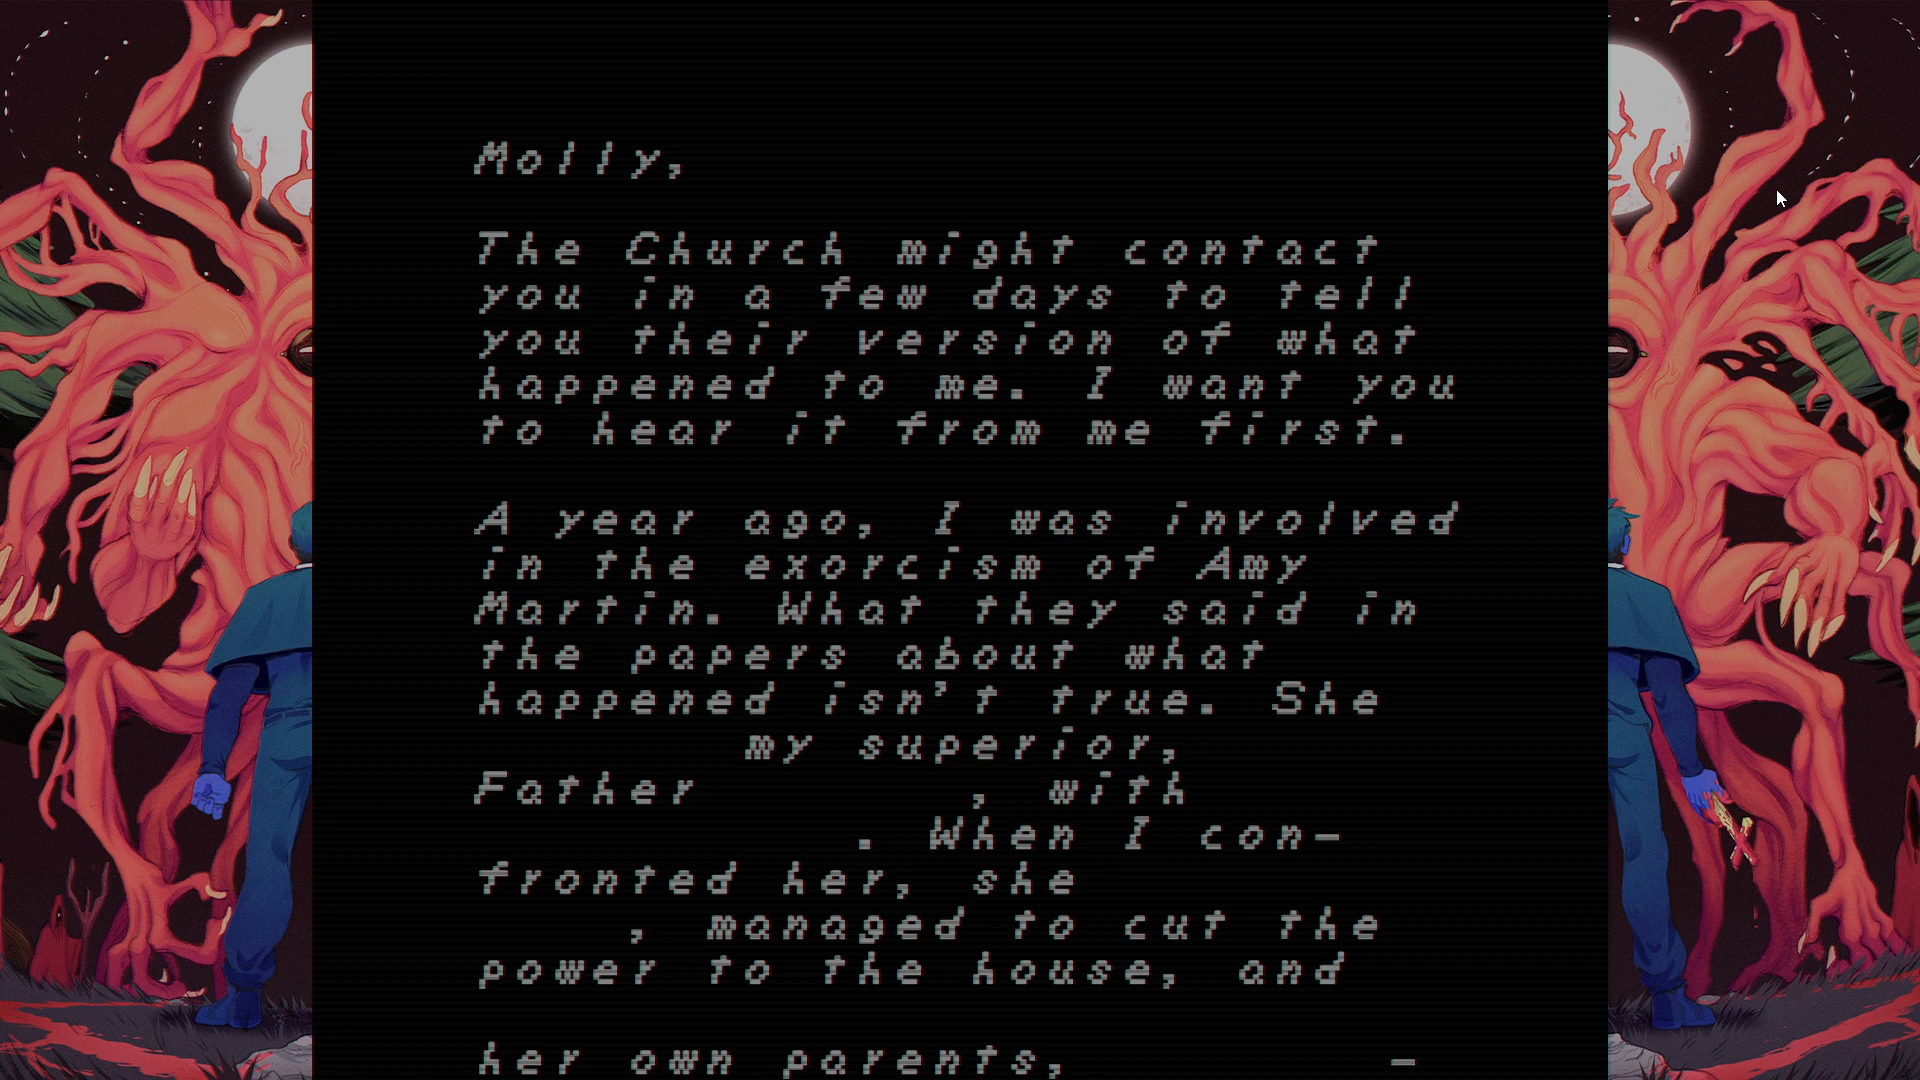 Molly,
The Church might contact
you in a few days to tell
you their version of what
happened to me. I want you
to hear it from me first.
A year ago, I was involved
in the exorcism of Amy
Martin. What they said in
the papers about what
happened isn't true. She
my superior,
Father , with
. When I con-
fronted her, she
, managed to cut the
power to the house, and
her own parents, -